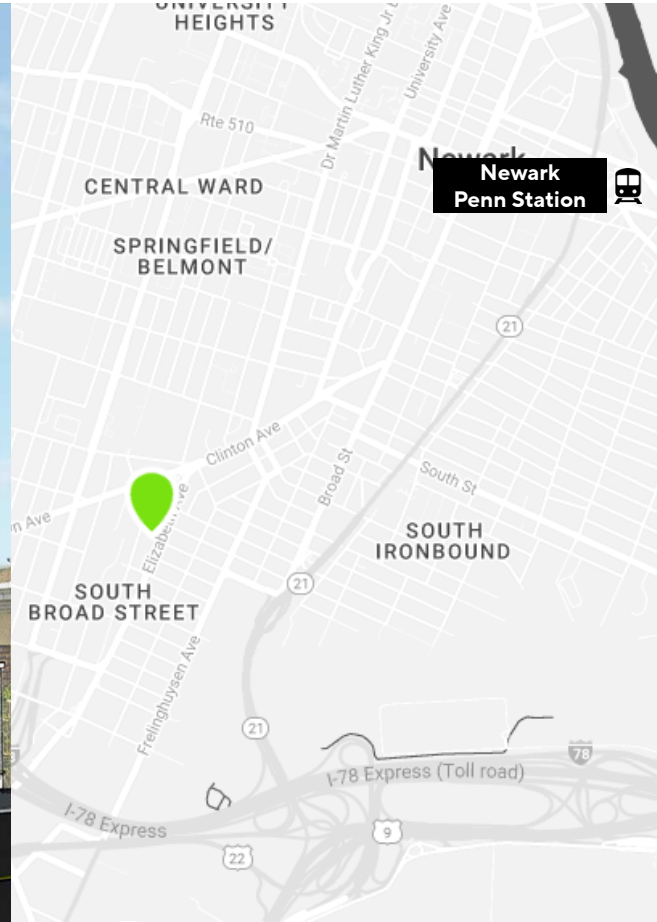 UNIVERSITY
HEIGHTS
Dr Martin Luther King Jr
University Ave
Rte 510
Newark
Newark
Penn Station
CENTRAL WARD
SPRINGFIELD/
BELMONT
21
Clinton Ave
Broad St
South St
n Ave
Elizabeth Ave
SOUTH
IRONBOUND
21
SOUTH
BROAD STREET
Frelinghuysen Ave
21
78
I-78 Express (Toll road)
I-78 Express
9
22